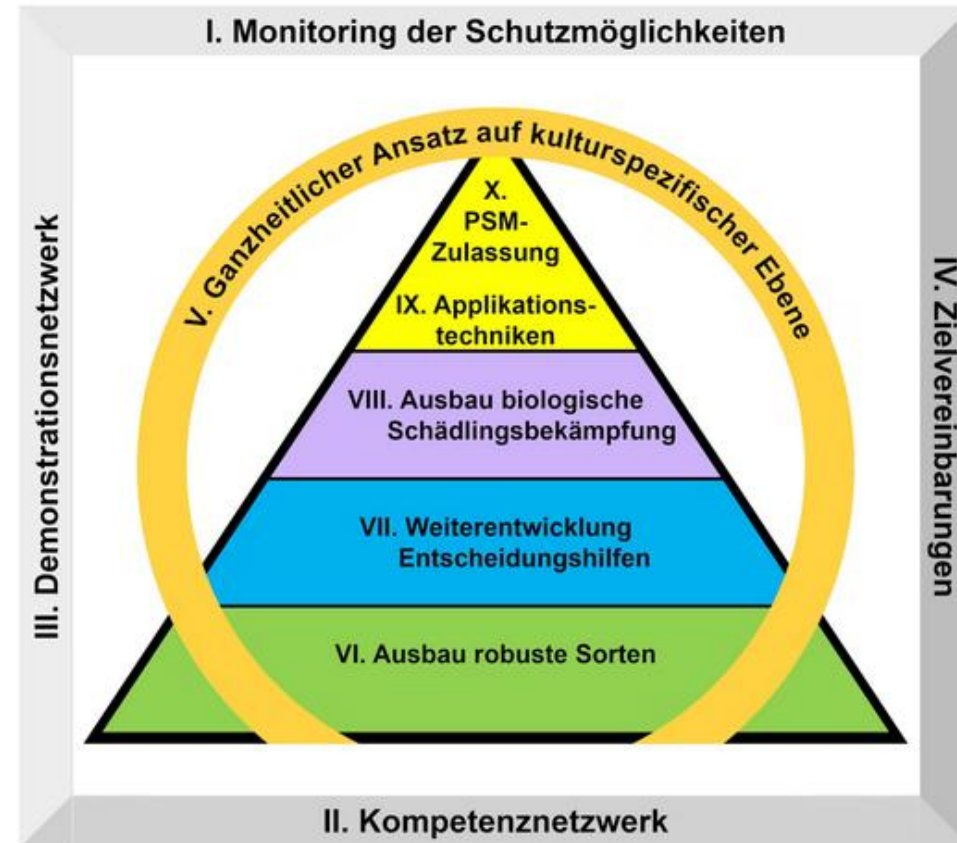 I. Monitoring der Schutzmöglichkeiten
V. Ganzheitlicher Ansatz auf kulturspezifischer Ebene
X.
PSM-
Zulassung
IX. Applikations-
techniken
VIII. Ausbau biologische
Schädlingsbekämpfung
VII. Weiterentwicklung
Entscheidungshilfen
VI. Ausbau robuste Sorten
III. Demonstrationsnetzwerk
IV. Zielvereinbarungen
II. Kompetenznetzwerk